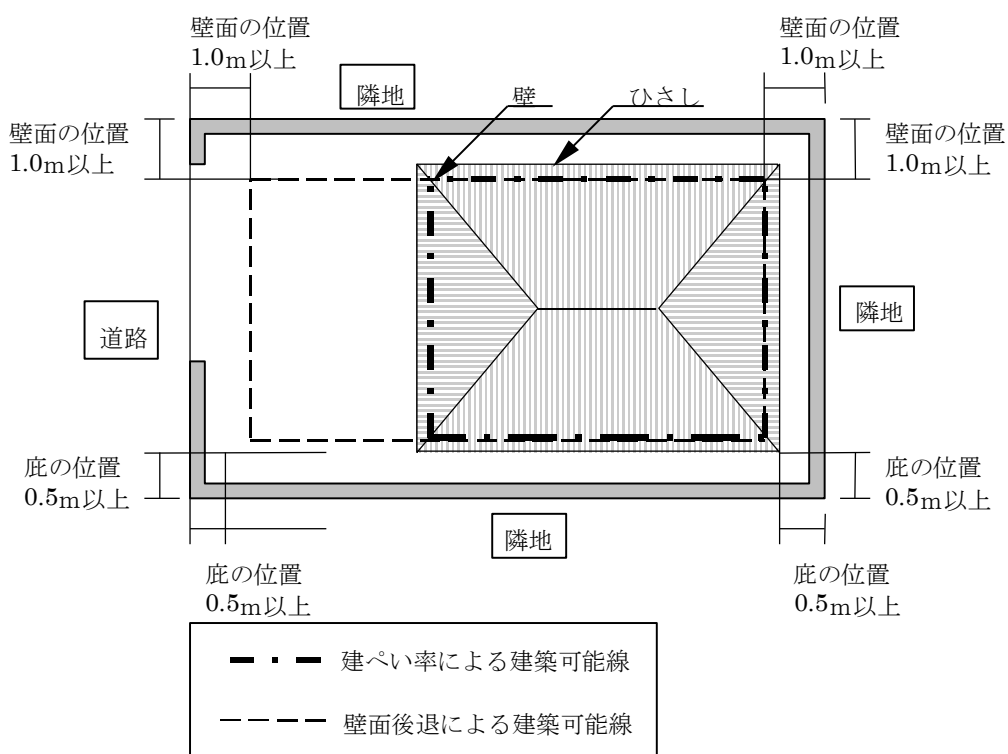 壁面の位置
1.0m以上
壁面の位置
1.0m以上
隣地
壁
ひさし
壁面の位置
1.0m以上
壁面の位置
1.0m以上
道路
隣地
庇の位置
0.5m以上
庇の位置
0.5m以上
隣地
庇の位置
0.5m以上
庇の位置
0.5m以上
建ぺい率による建築可能線
壁面後退による建築可能線